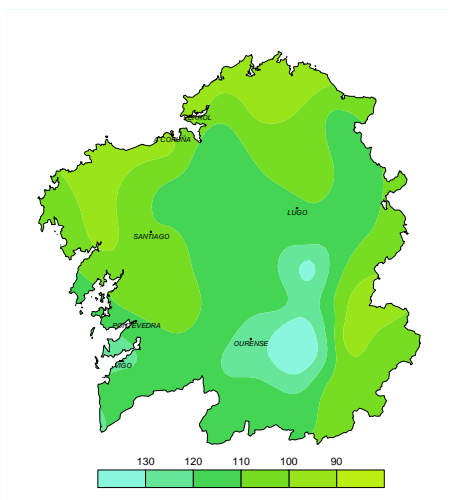 FERROL
CORUÑA
LUGO
SANTIAGO
PONTEVEDRA
OURENSE
VIGO
130 120 110 100 90